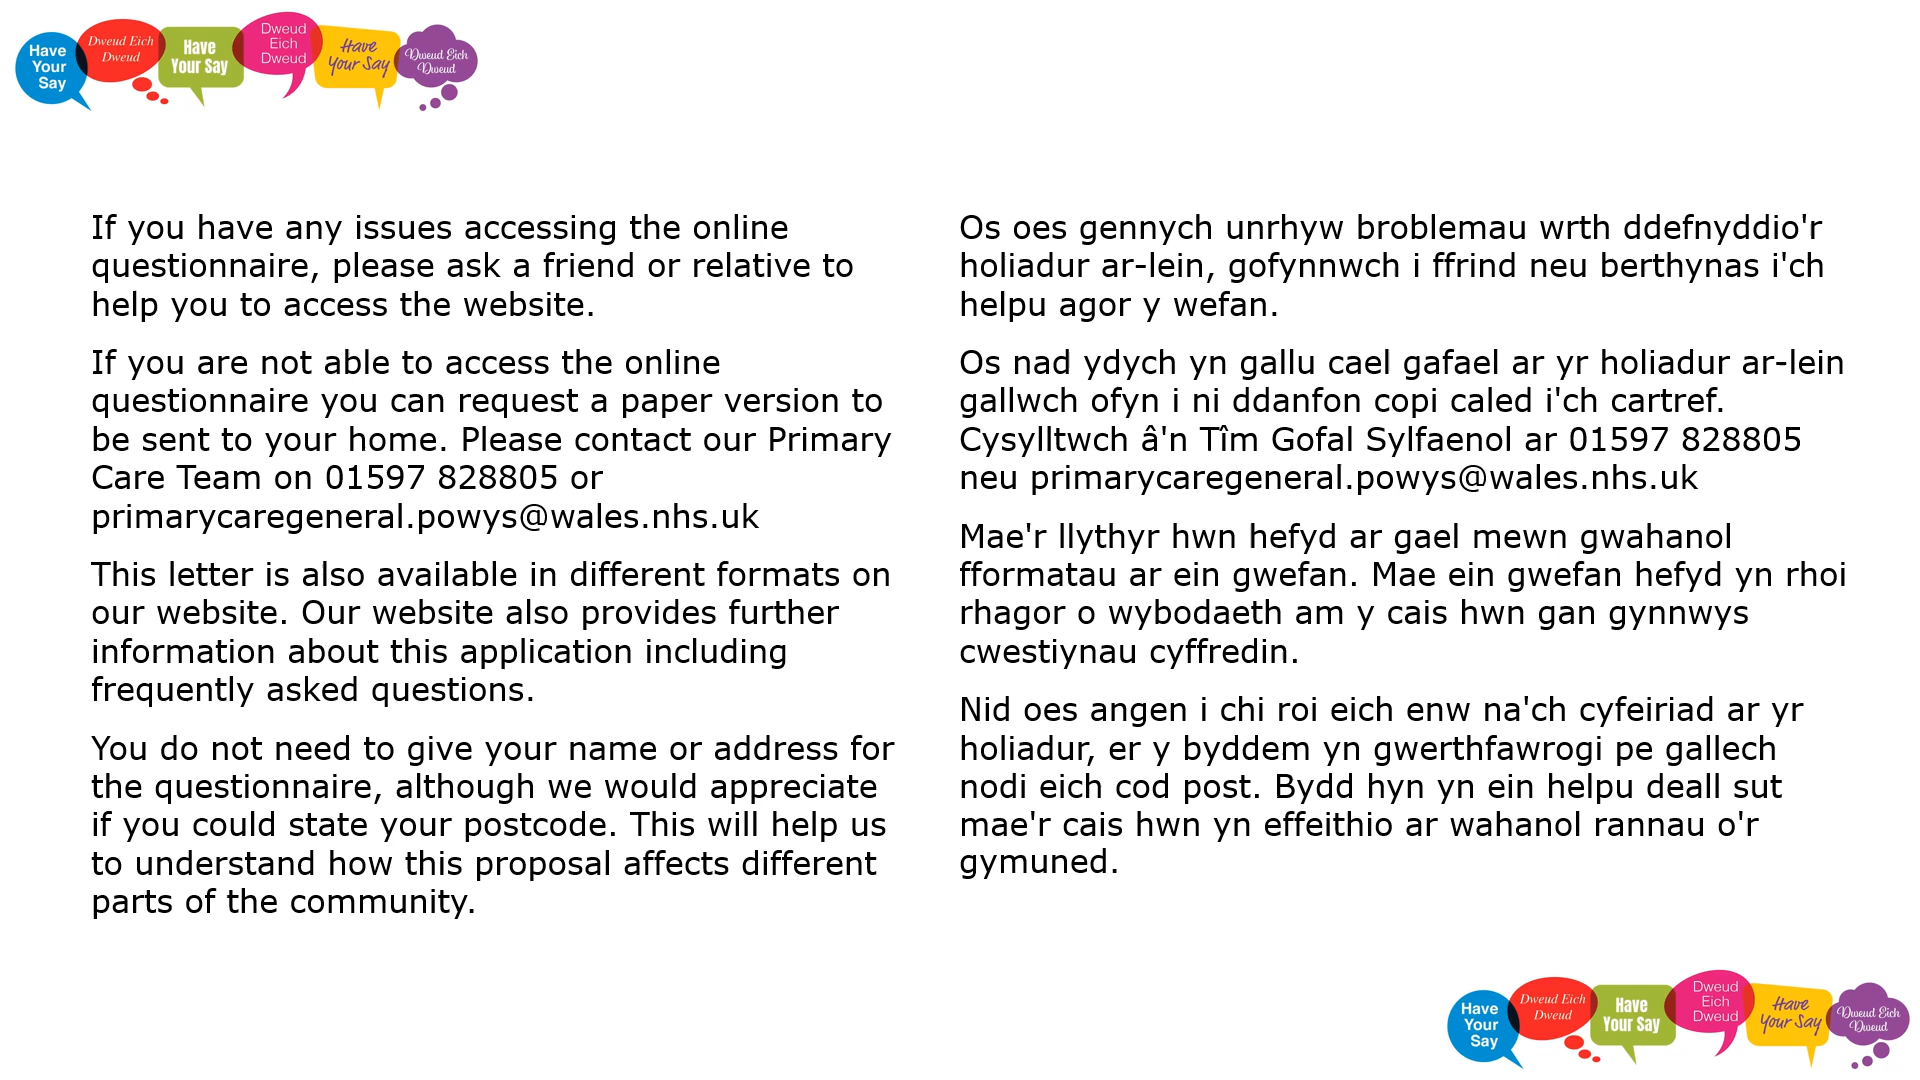 Have
Your
Say
Dweud Eich
Dweud
Have
Your Say
Dweud
Eich
Dweud
Have
Your Say
Dweud Eich
Dweud
If you have any issues accessing the online
questionnaire, please ask a friend or relative to
help you to access the website.
If you are not able to access the online
questionnaire you can request a paper version to
be sent to your home. Please contact our Primary
Care Team on 01597 828805 or
primarycaregeneral.powys@wales.nhs.uk
This letter is also available in different formats on
our website. Our website also provides further
information about this application including
frequently asked questions.
You do not need to give your name or address for
the questionnaire, although we would appreciate
if you could state your postcode. This will help us
to understand how this proposal affects different
parts of the community.
Os oes gennych unrhyw broblemau wrth ddefnyddio'r
holiadur ar-lein, gofynnwch i ffrind neu berthynas i'ch
helpu agor y wefan.
Os nad ydych yn gallu cael gafael ar yr holiadur ar-lein
gallwch ofyn i ni ddanfon copi caled i'ch cartref.
Cysylltwch â'n Tîm Gofal Sylfaenol ar 01597 828805
neu primarycaregeneral.powys@wales.nhs.uk
Mae'r llythyr hwn hefyd ar gael mewn gwahanol
fformatau ar ein gwefan. Mae ein gwefan hefyd yn rhoi
rhagor o wybodaeth am y cais hwn gan gynnwys
cwestiynau cyffredin.
Nid oes angen i chi roi eich enw na'ch cyfeiriad ar yr
holiadur, er y byddem yn gwerthfawrogi pe gallech
nodi eich cod post. Bydd hyn yn ein helpu deall sut
mae'r cais hwn yn effeithio ar wahanol rannau o'r
gymuned.
Have
Your
Say
Dweud Eich
Dweud
Have
Your Say
Dweud
Eich
Dweud
Have
Your Say
Dweud Eich
Dweud